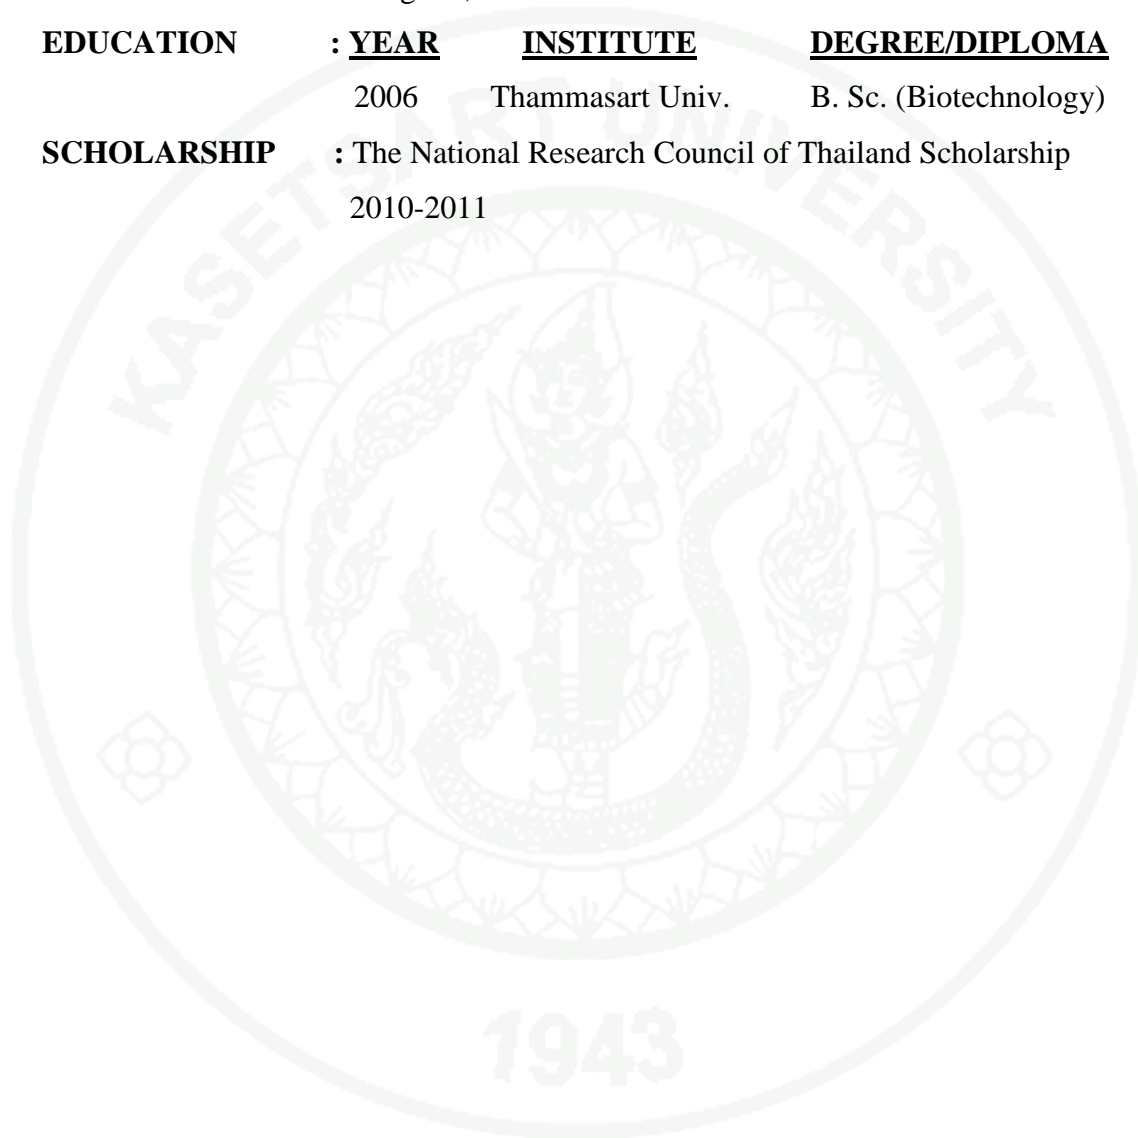 EDUCATION : YEAR INSTITUTE DEGREE/DIPLOMA
2006 Thammasart Univ. B. Sc. (Biotechnology)
SCHOLARSHIP : The National Research Council of Thailand Scholarship
2010-2011
KASETSART UNIVERSITY
1943